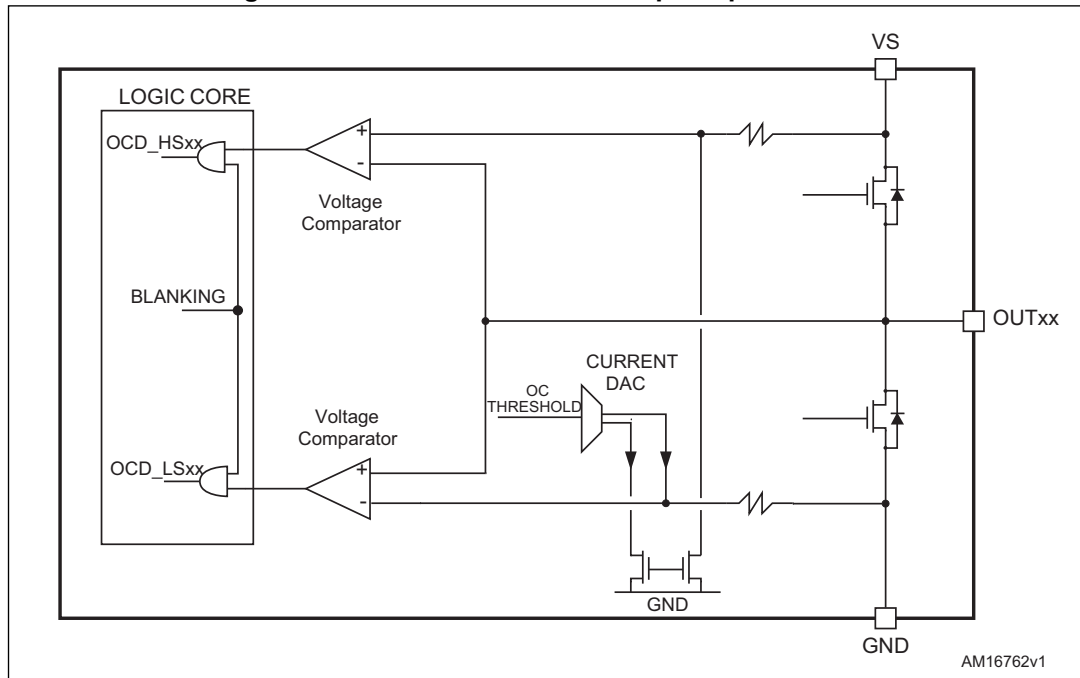 VS
LOGIC CORE
OCD_HSxx
+
-
Voltage
Comparator
BLANKING
OUTxx
CURRENT
DAC
OC
THRESHOLD
Voltage
Comparator
OCD_LSxx
+
-
GND
GND
AM16762v1